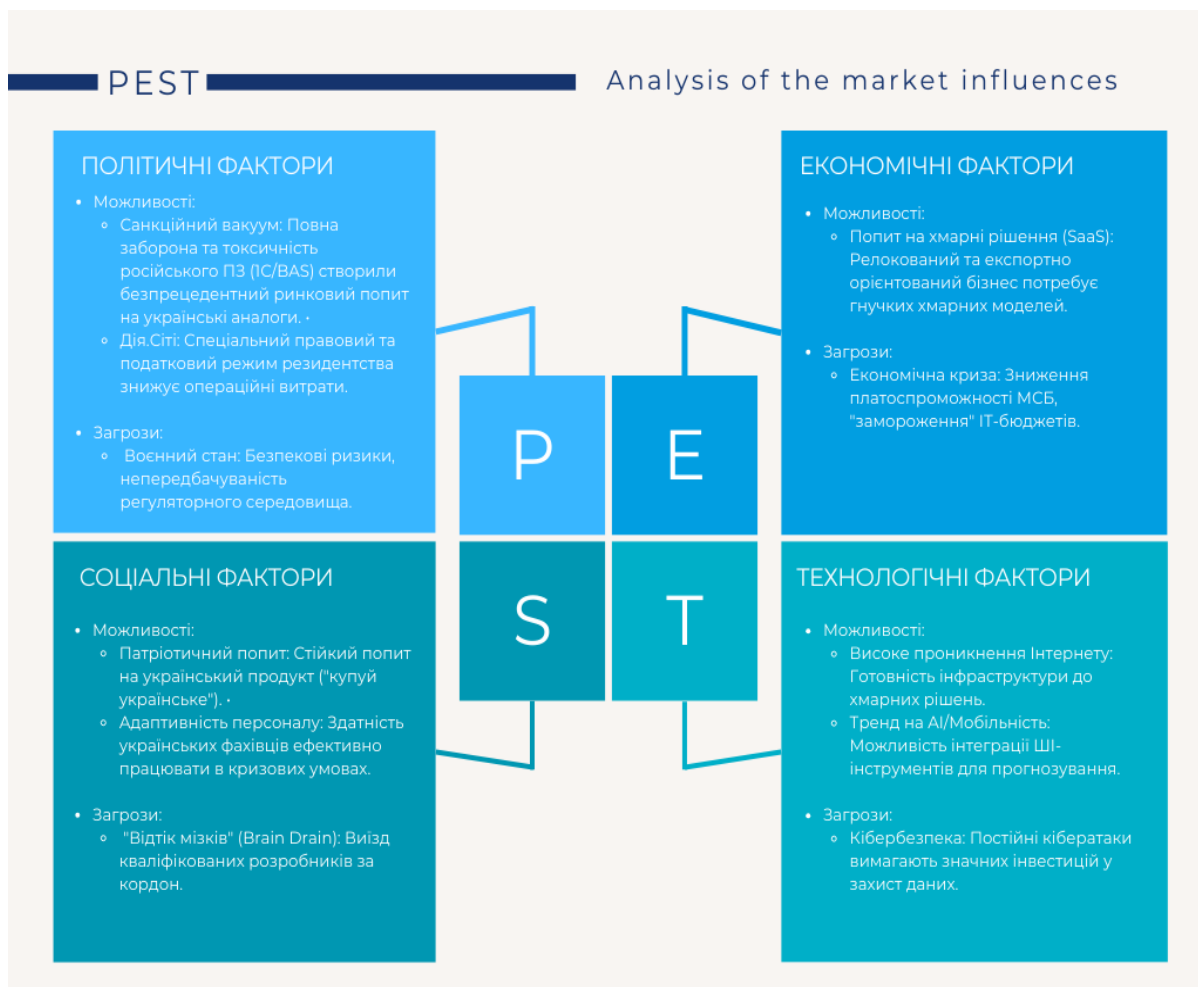 PEST
Analysis of the market influences
ПОЛІТИЧНІ ФАКТОРИ
• Можливості:
◦ Санкційний вакуум: Повна
заборона та токсичність
російського ПЗ (1С/BAS) створили
безпрецедентний ринковий попит
на українські аналоги. •
◦ Дія.Сіті: Спеціальний правовий та
податковий режим резидентства
знижує операційні витрати.
• Загрози:
◦ Воєнний стан: Безпекові ризики,
непередбачуваність
регуляторного середовища.
ЕКОНОМІЧНІ ФАКТОРИ
• Можливості:
◦ Попит на хмарні рішення (SaaS):
Релокований та експортно
орієнтований бізнес потребує
гнучких хмарних моделей.
• Загрози:
◦ Економічна криза: Зниження
платоспроможності МСБ,
"замороження" ІТ-бюджетів.
P
E
S
T
СОЦІАЛЬНІ ФАКТОРИ
• Можливості:
◦ Патріотичний попит: Стійкий попит
на український продукт ("купуй
українське"). •
◦ Адаптивність персоналу: Здатність
українських фахівців ефективно
працювати в кризових умовах.
• Загрози:
◦ "Відтік мізків" (Brain Drain): Виїзд
кваліфікованих розробників за
кордон.
ТЕХНОЛОГІЧНІ ФАКТОРИ
• Можливості:
◦ Високе проникнення Інтернету:
Готовність інфраструктури до
хмарних рішень.
◦ Тренд на AI/Мобільність:
Можливість інтеграції ШІ-
інструментів для прогнозування.
• Загрози:
◦ Кібербезпека: Постійні кібератаки
вимагають значних інвестицій у
захист даних.